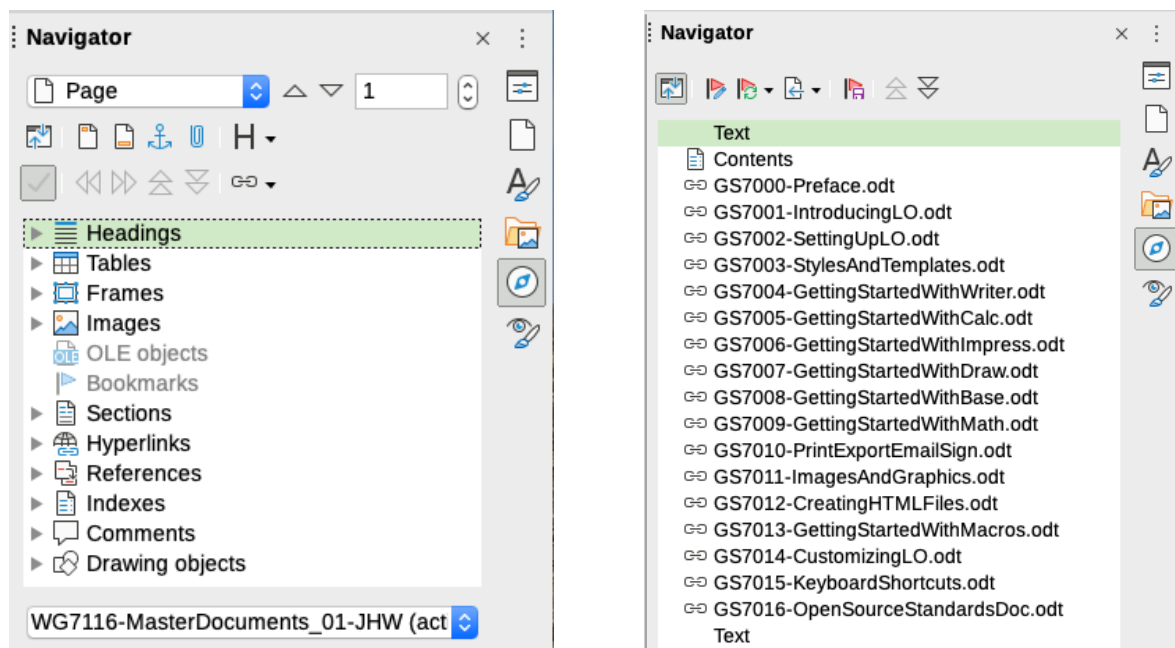 Navigator
Page
1
H
Headings
Tables
Frames
Images
OLE objects
Bookmarks
Sections
Hyperlinks
References
Indexes
Comments
Drawing objects
WG7116-MasterDocuments_01-JHW (act
Navigator
Text
Contents
GS7000-Preface.odt
GS7001-IntroducingLO.odt
GS7002-SettingUpLO.odt
GS7003-StylesAndTemplates.odt
GS7004-GettingStartedWithWriter.odt
GS7005-GettingStartedWithCalc.odt
GS7006-GettingStartedWithImpress.odt
GS7007-GettingStartedWithDraw.odt
GS7008-GettingStartedWithBase.odt
GS7009-GettingStartedWithMath.odt
GS7010-PrintExportEmailSign.odt
GS7011-ImagesAndGraphics.odt
GS7012-CreatingHTMLFiles.odt
GS7013-GettingStartedWithMacros.odt
GS7014-CustomizingLO.odt
GS7015-KeyboardShortcuts.odt
GS7016-OpenSourceStandardsDoc.odt
Text